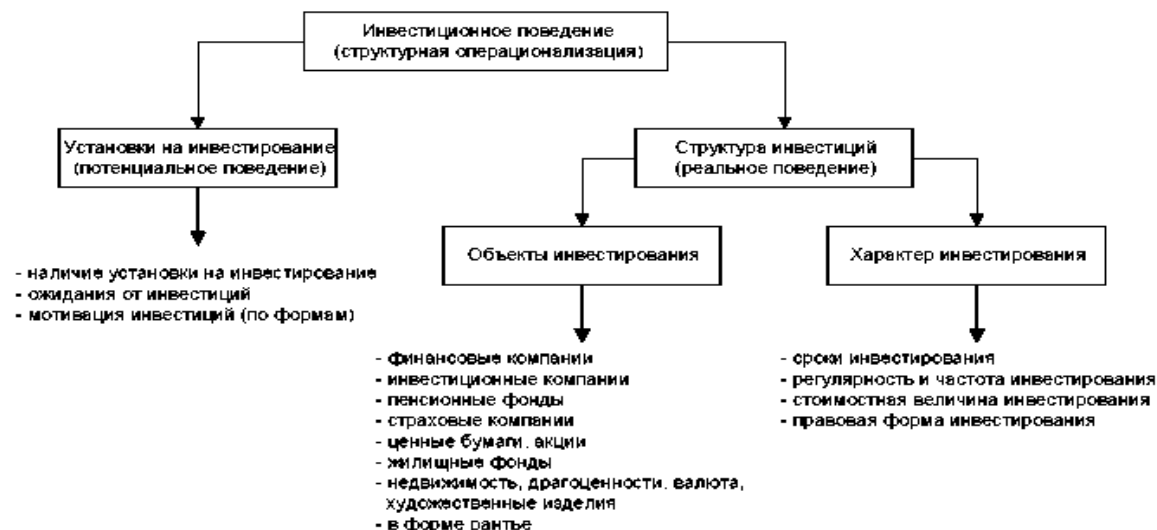 Инвестиционное поведение
(структурная операционализация)
Установки на инвестирование
(потенциальное поведение)
Структура инвестиций
(реальное поведение)
- наличие установки на инвестирование
- ожидания от инвестиций
- мотивация инвестиций (по формам)
Объекты инвестирования
- финансовые компании
- инвестиционные компании
- пенсионные фонды
- страховые компании
- ценные бумаги, акции
- жилищные фонды
- недвижимость, драгоценности, валюта,
художественные изделия
- в форме рантье
Характер инвестирования
- сроки инвестирования
- регулярность и частота инвестирования
- стоимостная величина инвестирования
- правовая форма инвестирования